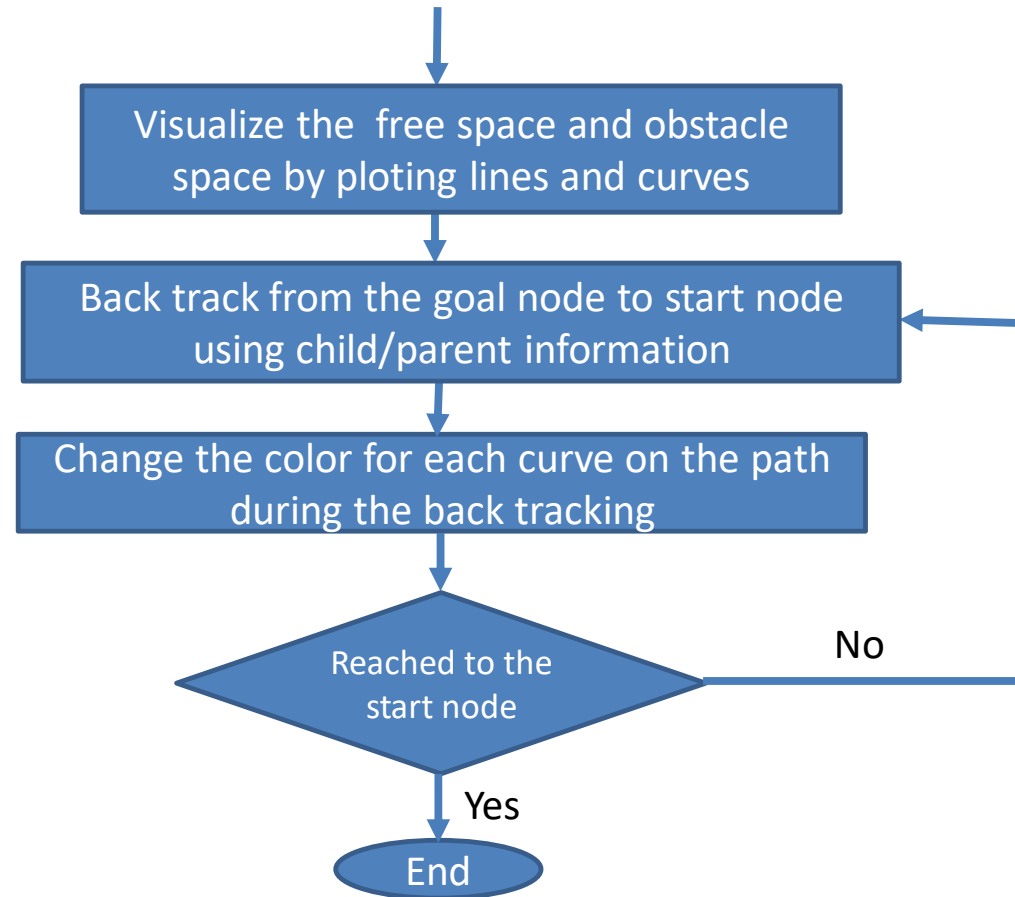 Visualize the free space and obstacle
space by ploting lines and curves
Back track from the goal node to start node
using child/parent information
Change the color for each curve on the path
during the back tracking
Reached to the
start node
No
Yes
End